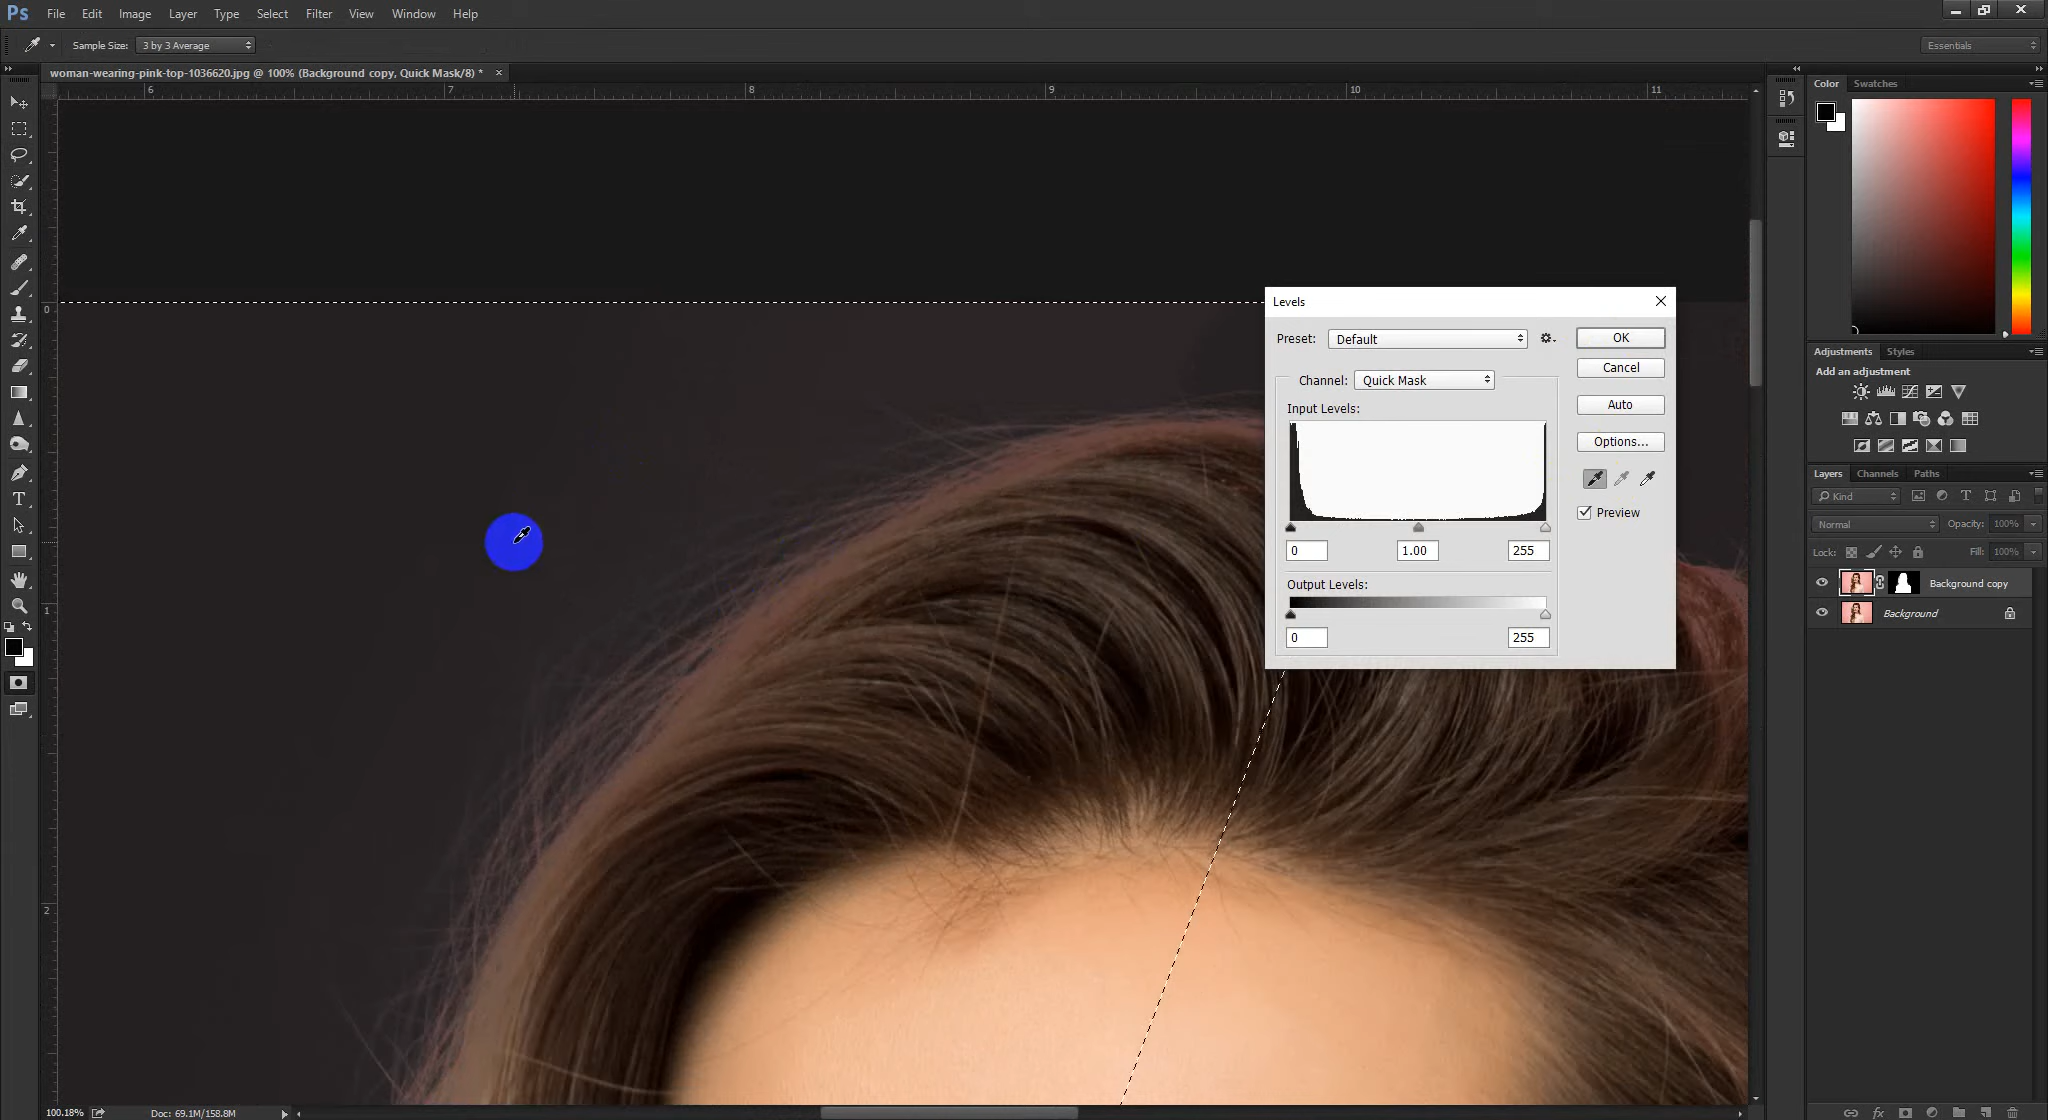 Ps File Edit Image Layer Type Select Filter View Window Help
Sample Size: 3 by 3 Average Essentials
woman-wearing-pink-top-1036620.jpg @ 100% (Background copy, Quick Mask/8) *
6 7 8 9 10 11
0
1
2
Levels
Preset: Default OK
Cancel
Channel: Quick Mask
Auto
Input Levels:
Options...
Preview
0 1.00 255
Output Levels:
0 255
Color Swatches
Adjustments Styles
Add an adjustment
Layers Channels Paths
Kind
Normal Opacity: 100%
Lock: Fill: 100%
Background copy
Background
T
100.18% Doc: 69.1M/158.8M